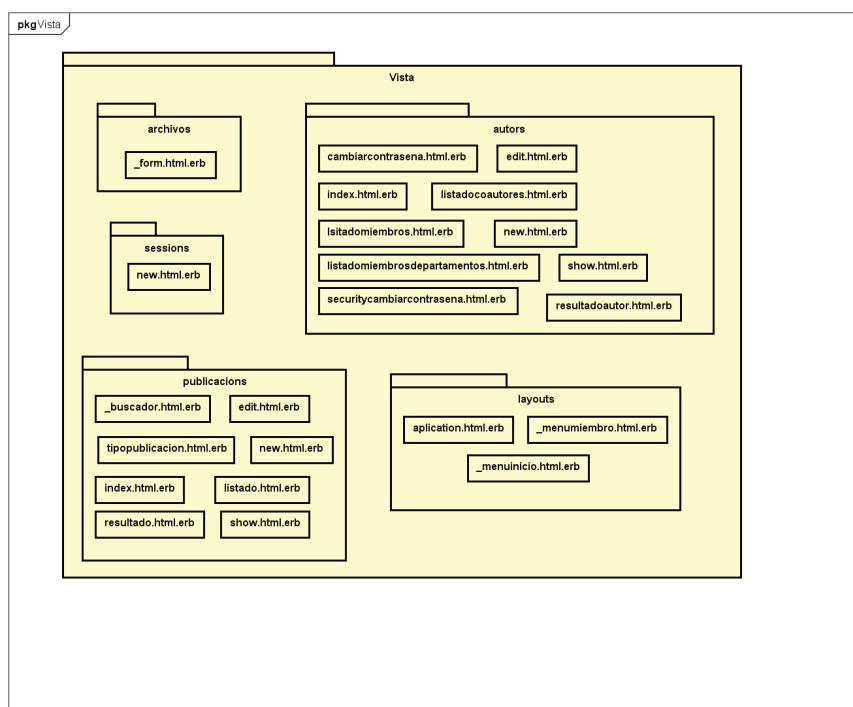 pkg Vista
Vista
archivos
_form.html.erb
autors
cambiarcontrasena.html.erb
edit.html.erb
index.html.erb
listadocoautores.html.erb
lsitadomiembros.html.erb
new.html.erb
listadomiembrosdepartamentos.html.erb
show.html.erb
securitycambiarcontrasena.html.erb
resultadoautor.html.erb
sessions
new.html.erb
publicacions
_buscador.html.erb
edit.html.erb
tipopublicacion.html.erb
new.html.erb
index.html.erb
listado.html.erb
resultado.html.erb
show.html.erb
layouts
aplication.html.erb
_menumiembro.html.erb
_menuinicio.html.erb